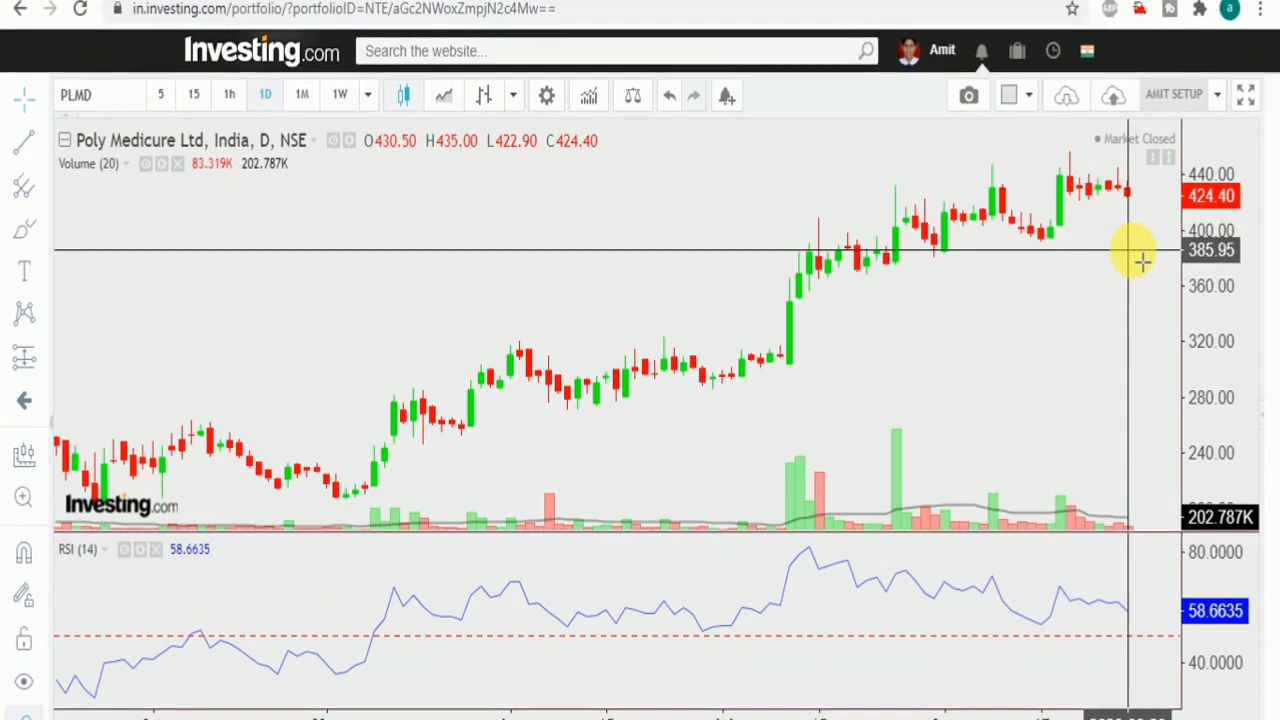 in.investing.com/portfolio/?portfolioID=NTE/aGc2NWoxZmpjN2c4Mw==
ABP
a
Investing.com
Search the website...
Amit
PLMD
5 15 1h 1D 1M 1W
AMIT SETUP
Poly Medicure Ltd, India, D, NSE
O430.50 H435.00 L422.90 C424.40
Market Closed
Volume (20)
83.319K 202.787K
440.00
424.40
400.00
385.95
360.00
320.00
280.00
240.00
Investing.com
202.787K
RSI (14)
58.6635
80.0000
58.6635
40.0000